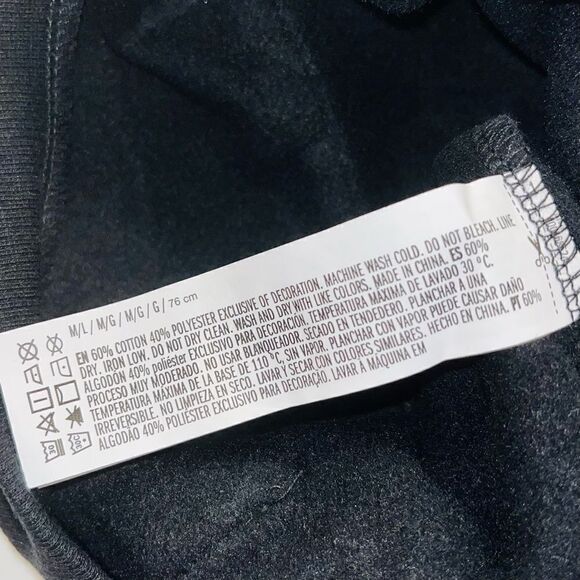 M/L / M/G / M/G / G / 76 cm
EN 60% COTTON 40% POLYESTER EXCLUSIVE OF DECORATION. MACHINE WASH COLD. DO NOT BLEACH. LINE
DRY. IRON LOW. DO NOT DRY CLEAN. WASH AND DRY WITH LIKE COLORS. MADE IN CHINA. ES 60%
ALGODÓN 40% poliéster EXCLUSIVO PARA DECORACIÓN. TEMPERATURA MÁXIMA DE LAVADO 30 °C.
PROCESO MUY MODERADO. NO USAR BLANQUEADOR. SECADO EN TENDEDERO. PLANCHAR A UNA
TEMPERATURA MÁXIMA DE LA BASE DE 110 °C SIN VAPOR. PLANCHAR CON VAPOR PUEDE CAUSAR DAÑO
IRREVERSIBLE. NO LIMPIEZA EN SECO. LAVAR Y SECAR CON COLORES SIMILARES. HECHO EN CHINA. PT 60%
ALGODÃO 40% POLIÉSTER EXCLUSIVO PARA DECORAÇÃO. LAVAR A MÁQUINA EM